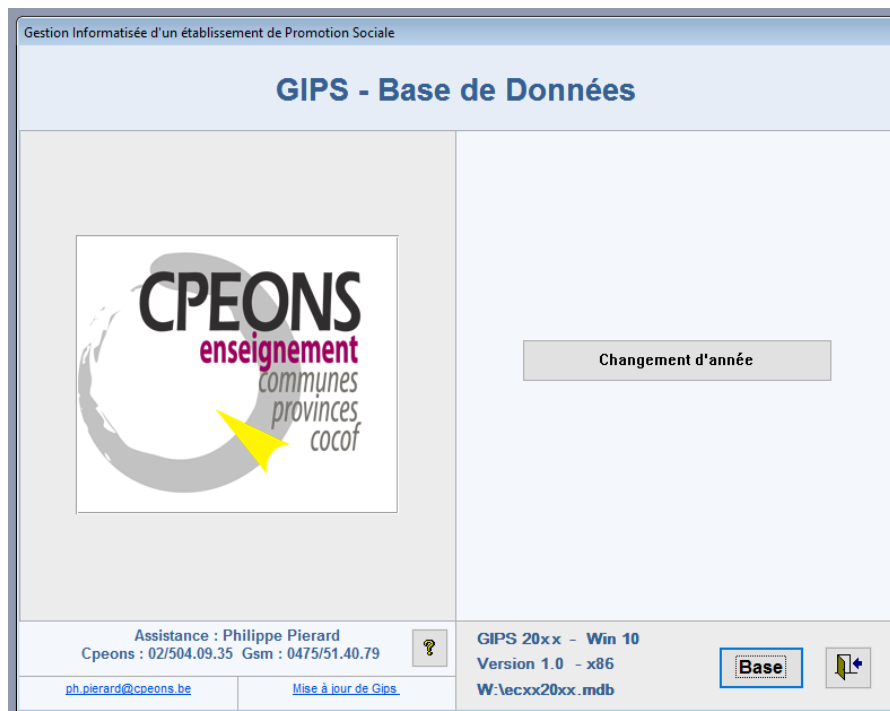 Gestion Informatisée d'un établissement de Promotion Sociale
GIPS - Base de Données
CPEONS
enseignement
communes
provinces
cocof
Changement d'année
Assistance : Philippe Pierard
Cpeons : 02/504.09.35 Gsm : 0475/51.40.79
?
ph.pierard@cpeons.be
Mise à jour de Gips
GIPS 20xx - Win 10
Version 1.0 - x86
W:\ecxx20xx.mdb
Base